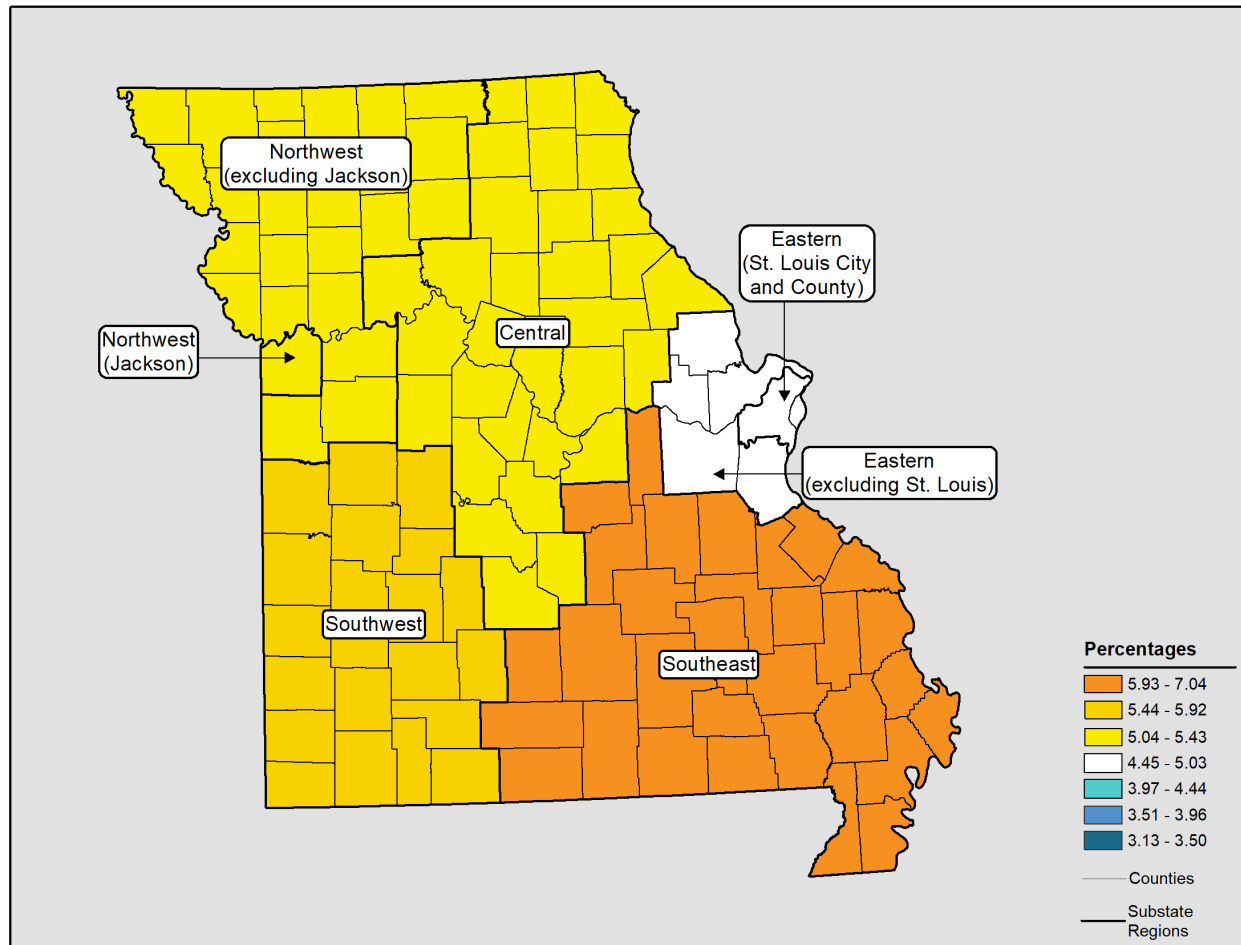 Northwest
(excluding Jackson)
Eastern
(St. Louis City
and County)
Central
Northwest
(Jackson)
Eastern
(excluding St. Louis)
Southwest
Southeast
Percentages
5.93 - 7.04
5.44 - 5.92
5.04 - 5.43
4.45 - 5.03
3.97 - 4.44
3.51 - 3.96
3.13 - 3.50
Counties
Substate
Regions